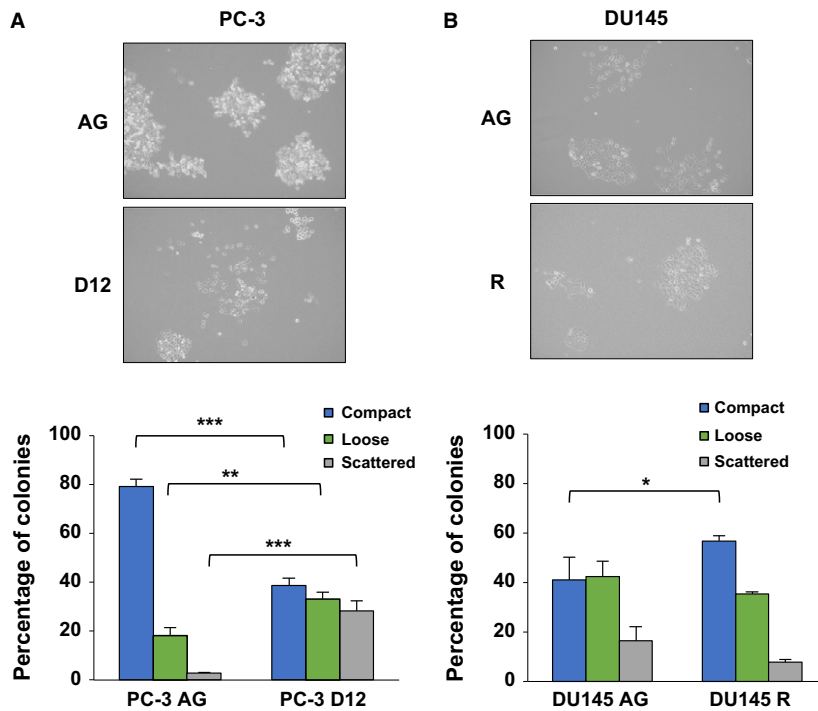 A
PC-3
AG
D12
Percentage of colonies
100
80
60
40
20
0
***
**
***
Compact
Loose
Scattered
PC-3 AG
PC-3 D12
B
DU145
AG
R
Percentage of colonies
100
80
60
40
20
0
*
Compact
Loose
Scattered
DU145 AG
DU145 R